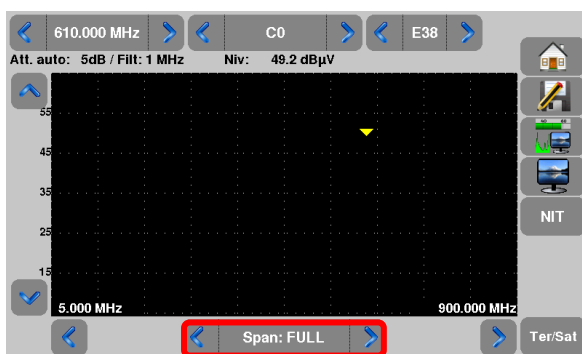 610.000 MHz C0 E38
Att. auto: 5dB / Filt: 1 MHz Niv: 49.2 dBµV
55
45
35
25
15
NIT
5.000 MHz 900.000 MHz
Span: FULL
Ter/Sat